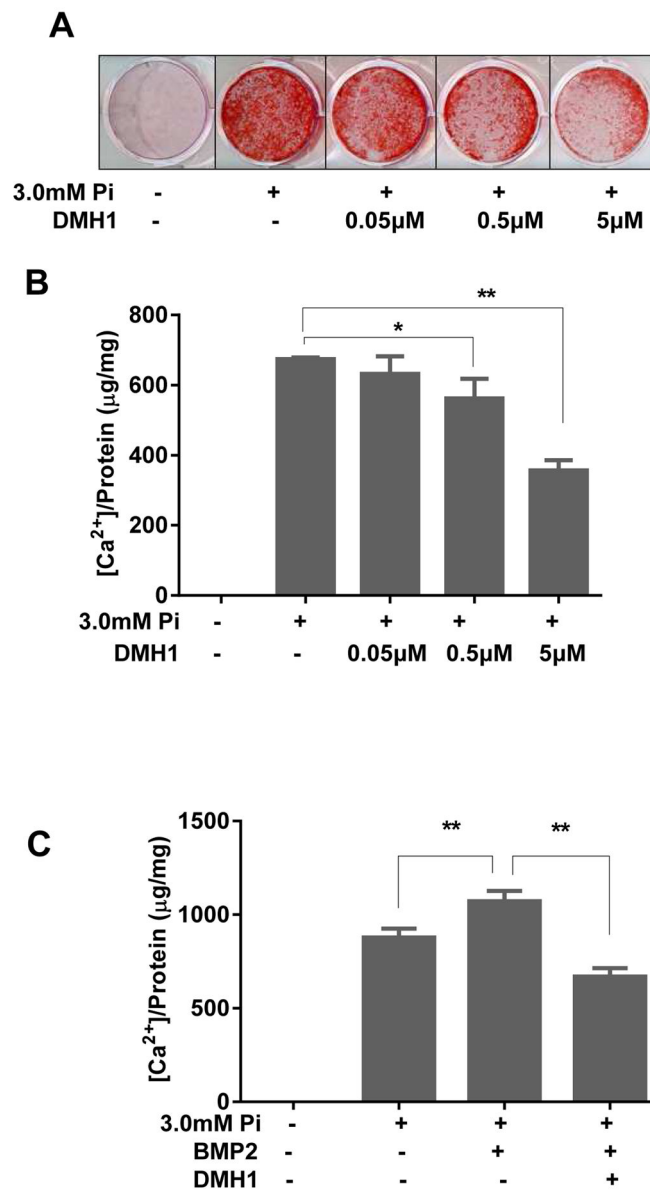 A
3.0mM Pi - + + + +
DMH1 - - 0.05μM 0.5μM 5μM
B
[Ca²⁺]/Protein (μg/mg)
800
600
400
200
0
**
*
3.0mM Pi - + + + +
DMH1 - - 0.05μM 0.5μM 5μM
C
[Ca²⁺]/Protein (μg/mg)
1500
1000
500
0
** **
3.0mM Pi - + + +
BMP2 - - + +
DMH1 - - - +